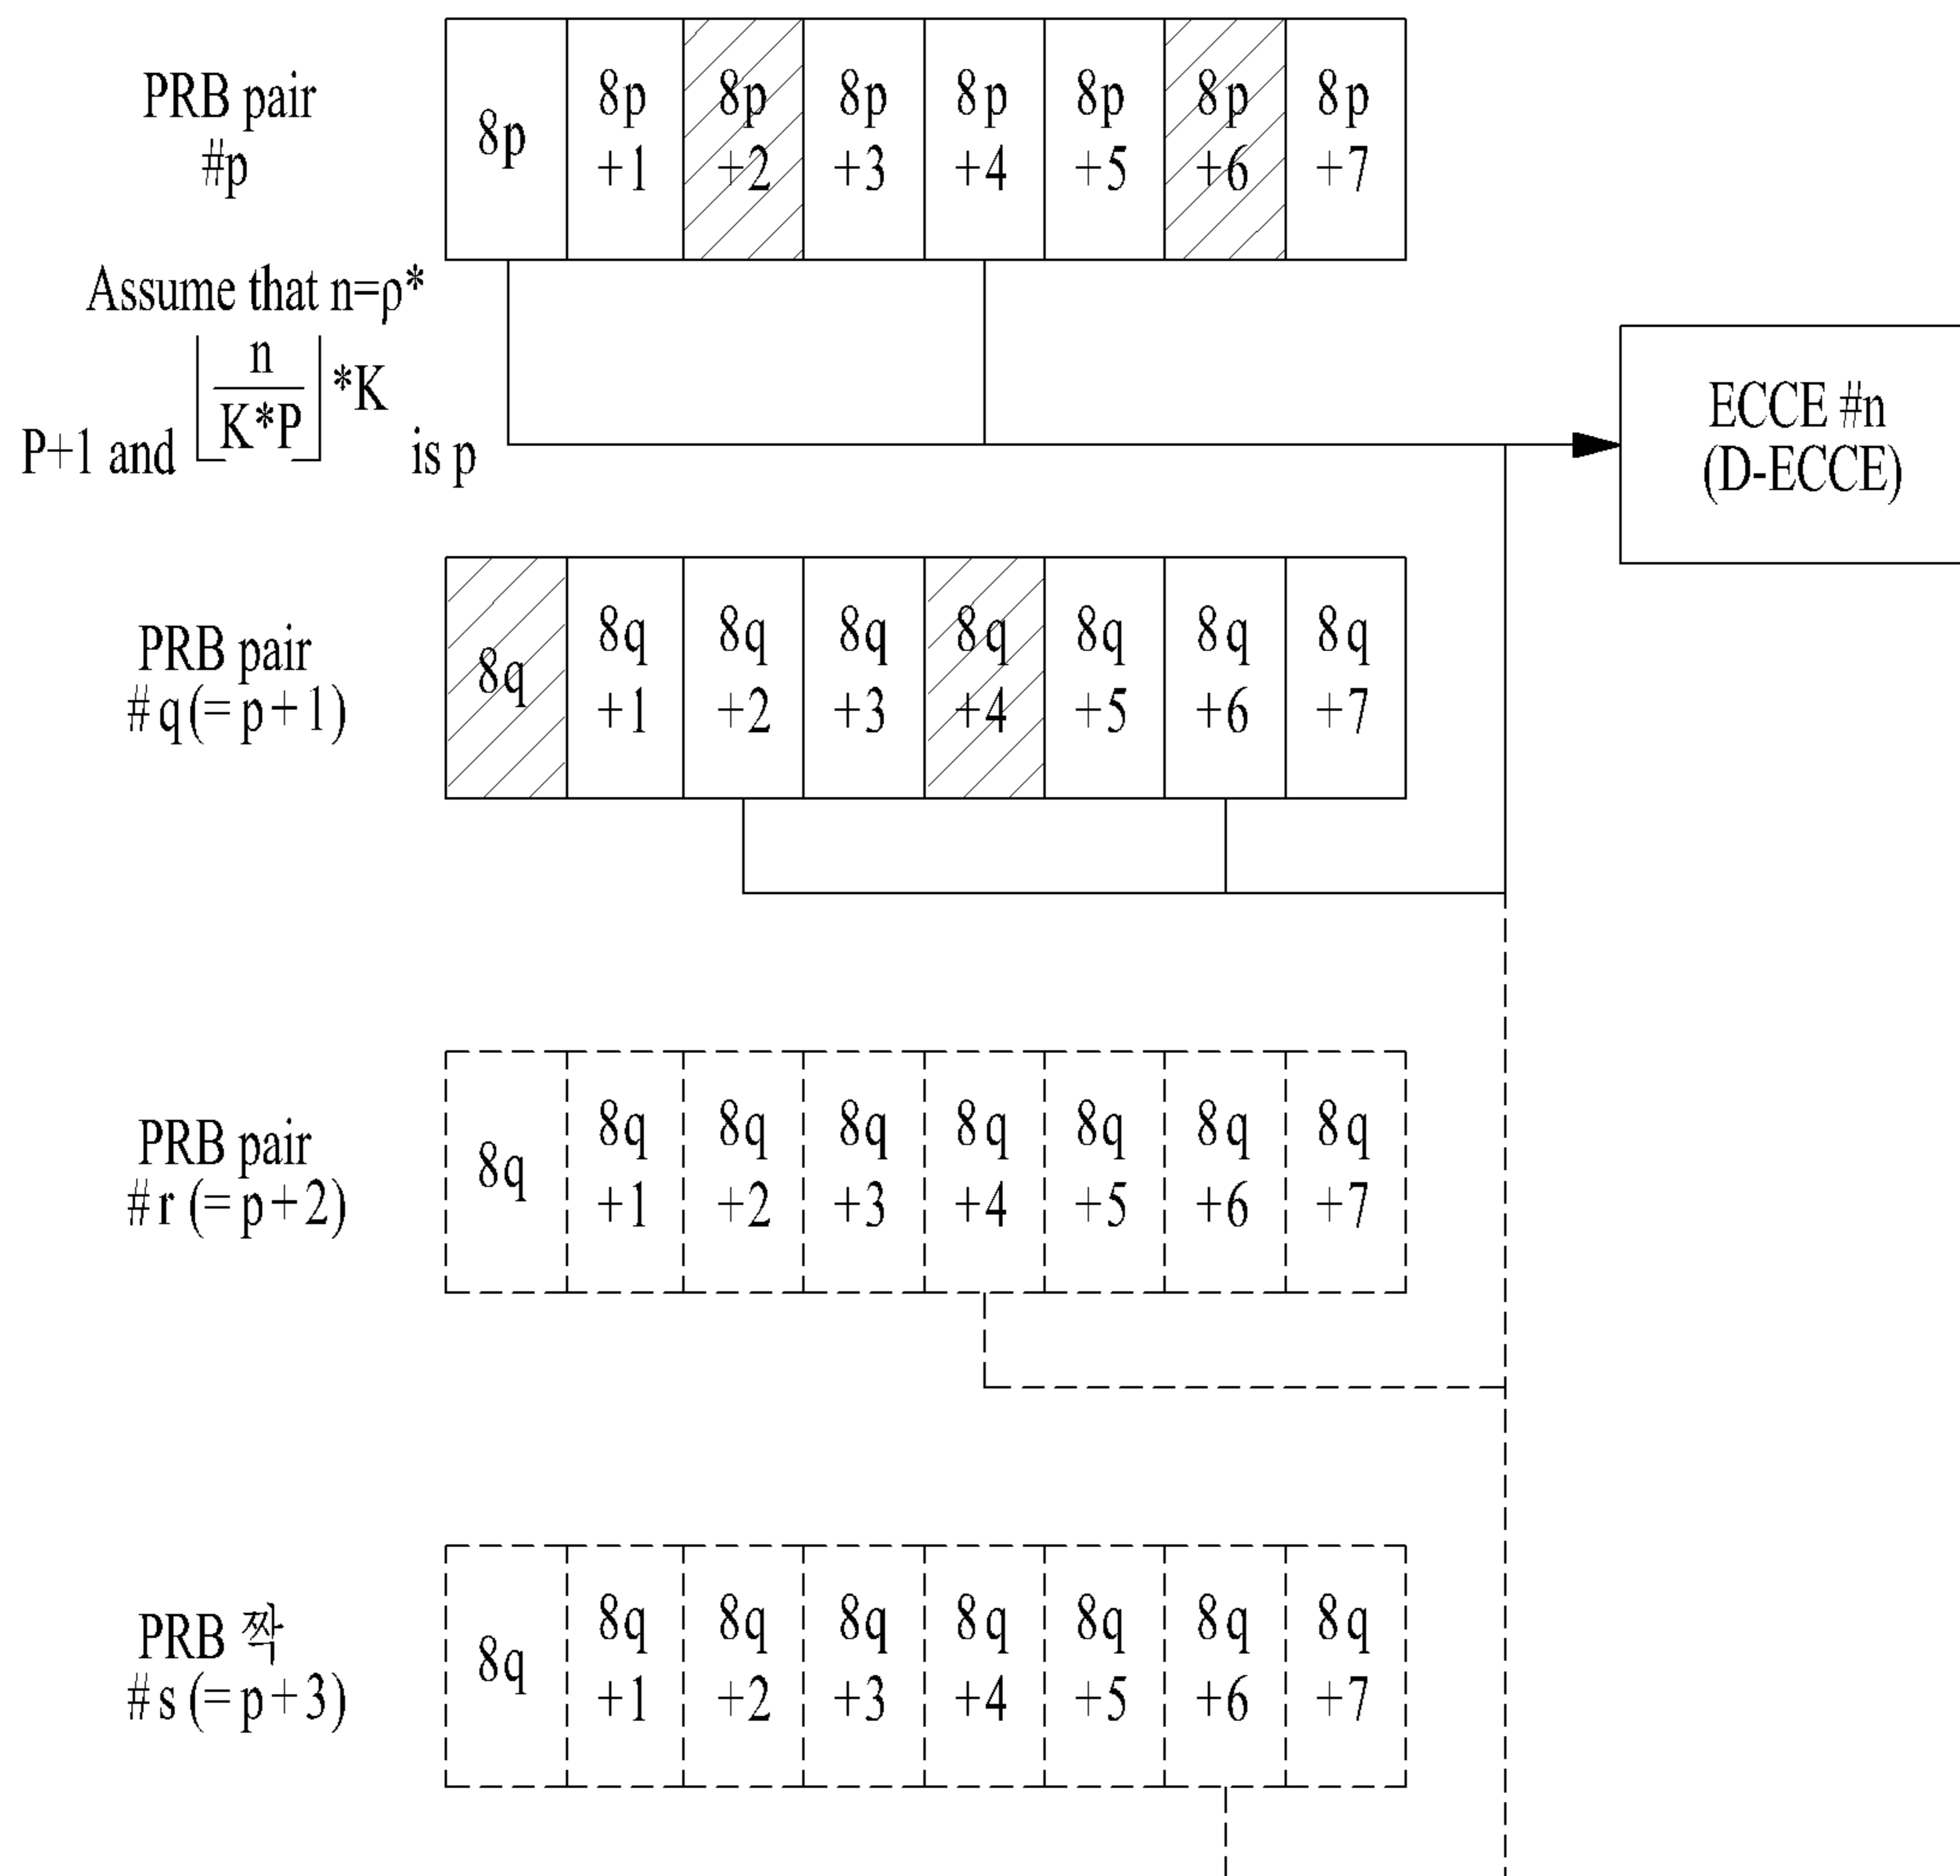 PRB pair
#p
8p
8p
+1
8p
+2
8p
+3
8p
+4
8p
+5
8p
+6
8p
+7
Assume that n=ρ*
P+1 and ⌊n/K*P⌋*K is p
ECCE #n
(D-ECCE)
PRB pair
#q(=p+1)
8q
8q
+1
8q
+2
8q
+3
8q
+4
8q
+5
8q
+6
8q
+7
PRB pair
#r (=p+2)
8q
8q
+1
8q
+2
8q
+3
8q
+4
8q
+5
8q
+6
8q
+7
PRB 짝
#s (=p+3)
8q
8q
+1
8q
+2
8q
+3
8q
+4
8q
+5
8q
+6
8q
+7